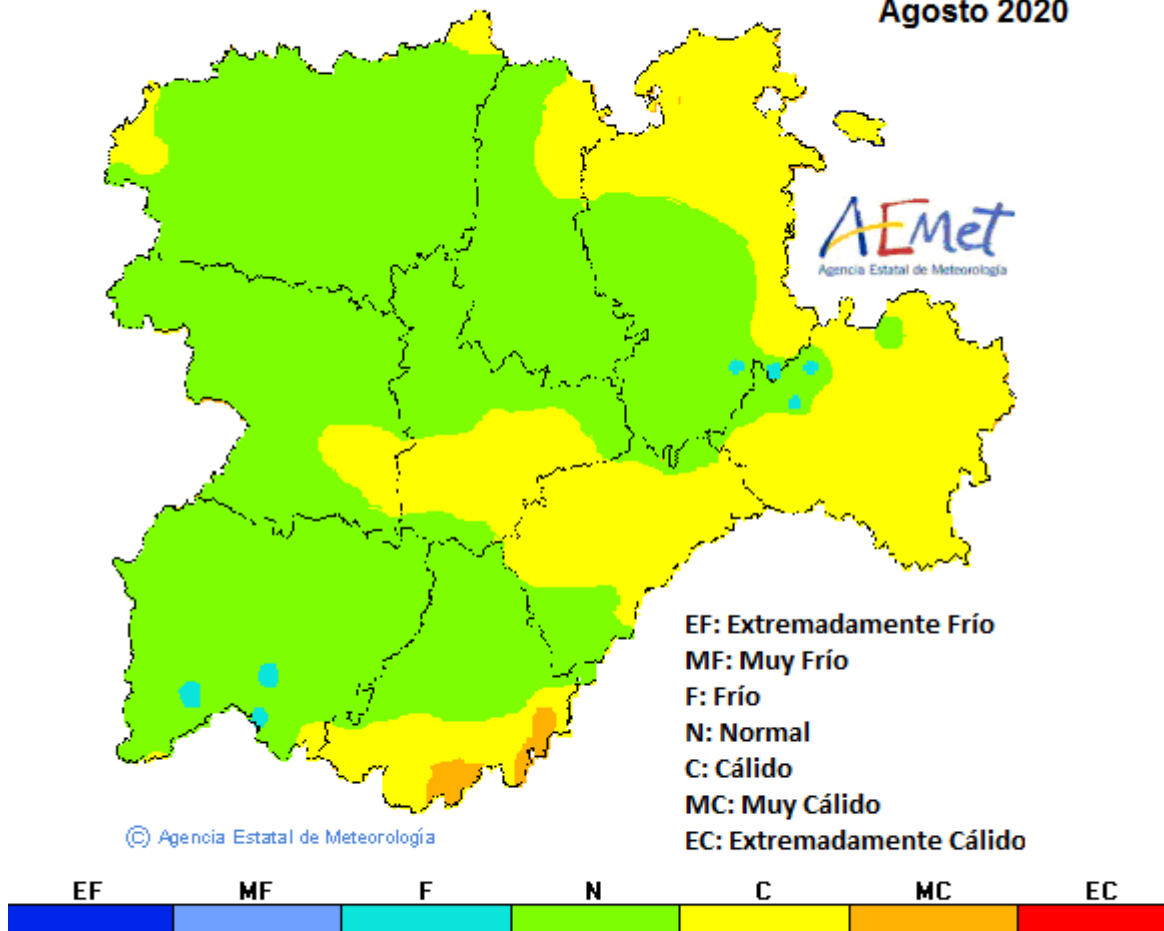 Agosto 2020
AEMet
Agencia Estatal de Meteorología
EF: Extremadamente Frío
MF: Muy Frío
F: Frío
N: Normal
C: Cálido
MC: Muy Cálido
EC: Extremadamente Cálido
© Agencia Estatal de Meteorología
EF MF F N C MC EC